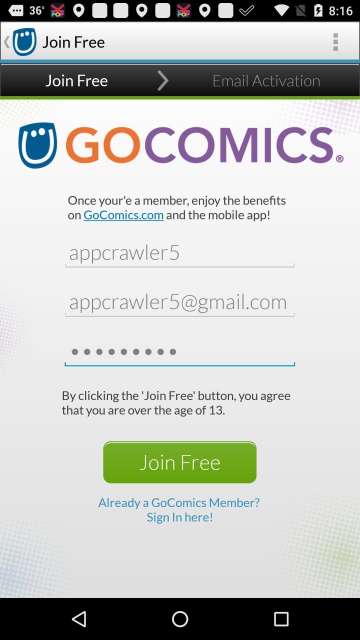 36°
8:16
Join Free
Join Free
Email Activation
GOCOMICS®
Once your'e a member, enjoy the benefits
on GoComics.com and the mobile app!
appcrawler5
appcrawler5@gmail.com
•••••••••
By clicking the 'Join Free' button, you agree
that you are over the age of 13.
Join Free
Already a GoComics Member?
Sign In here!